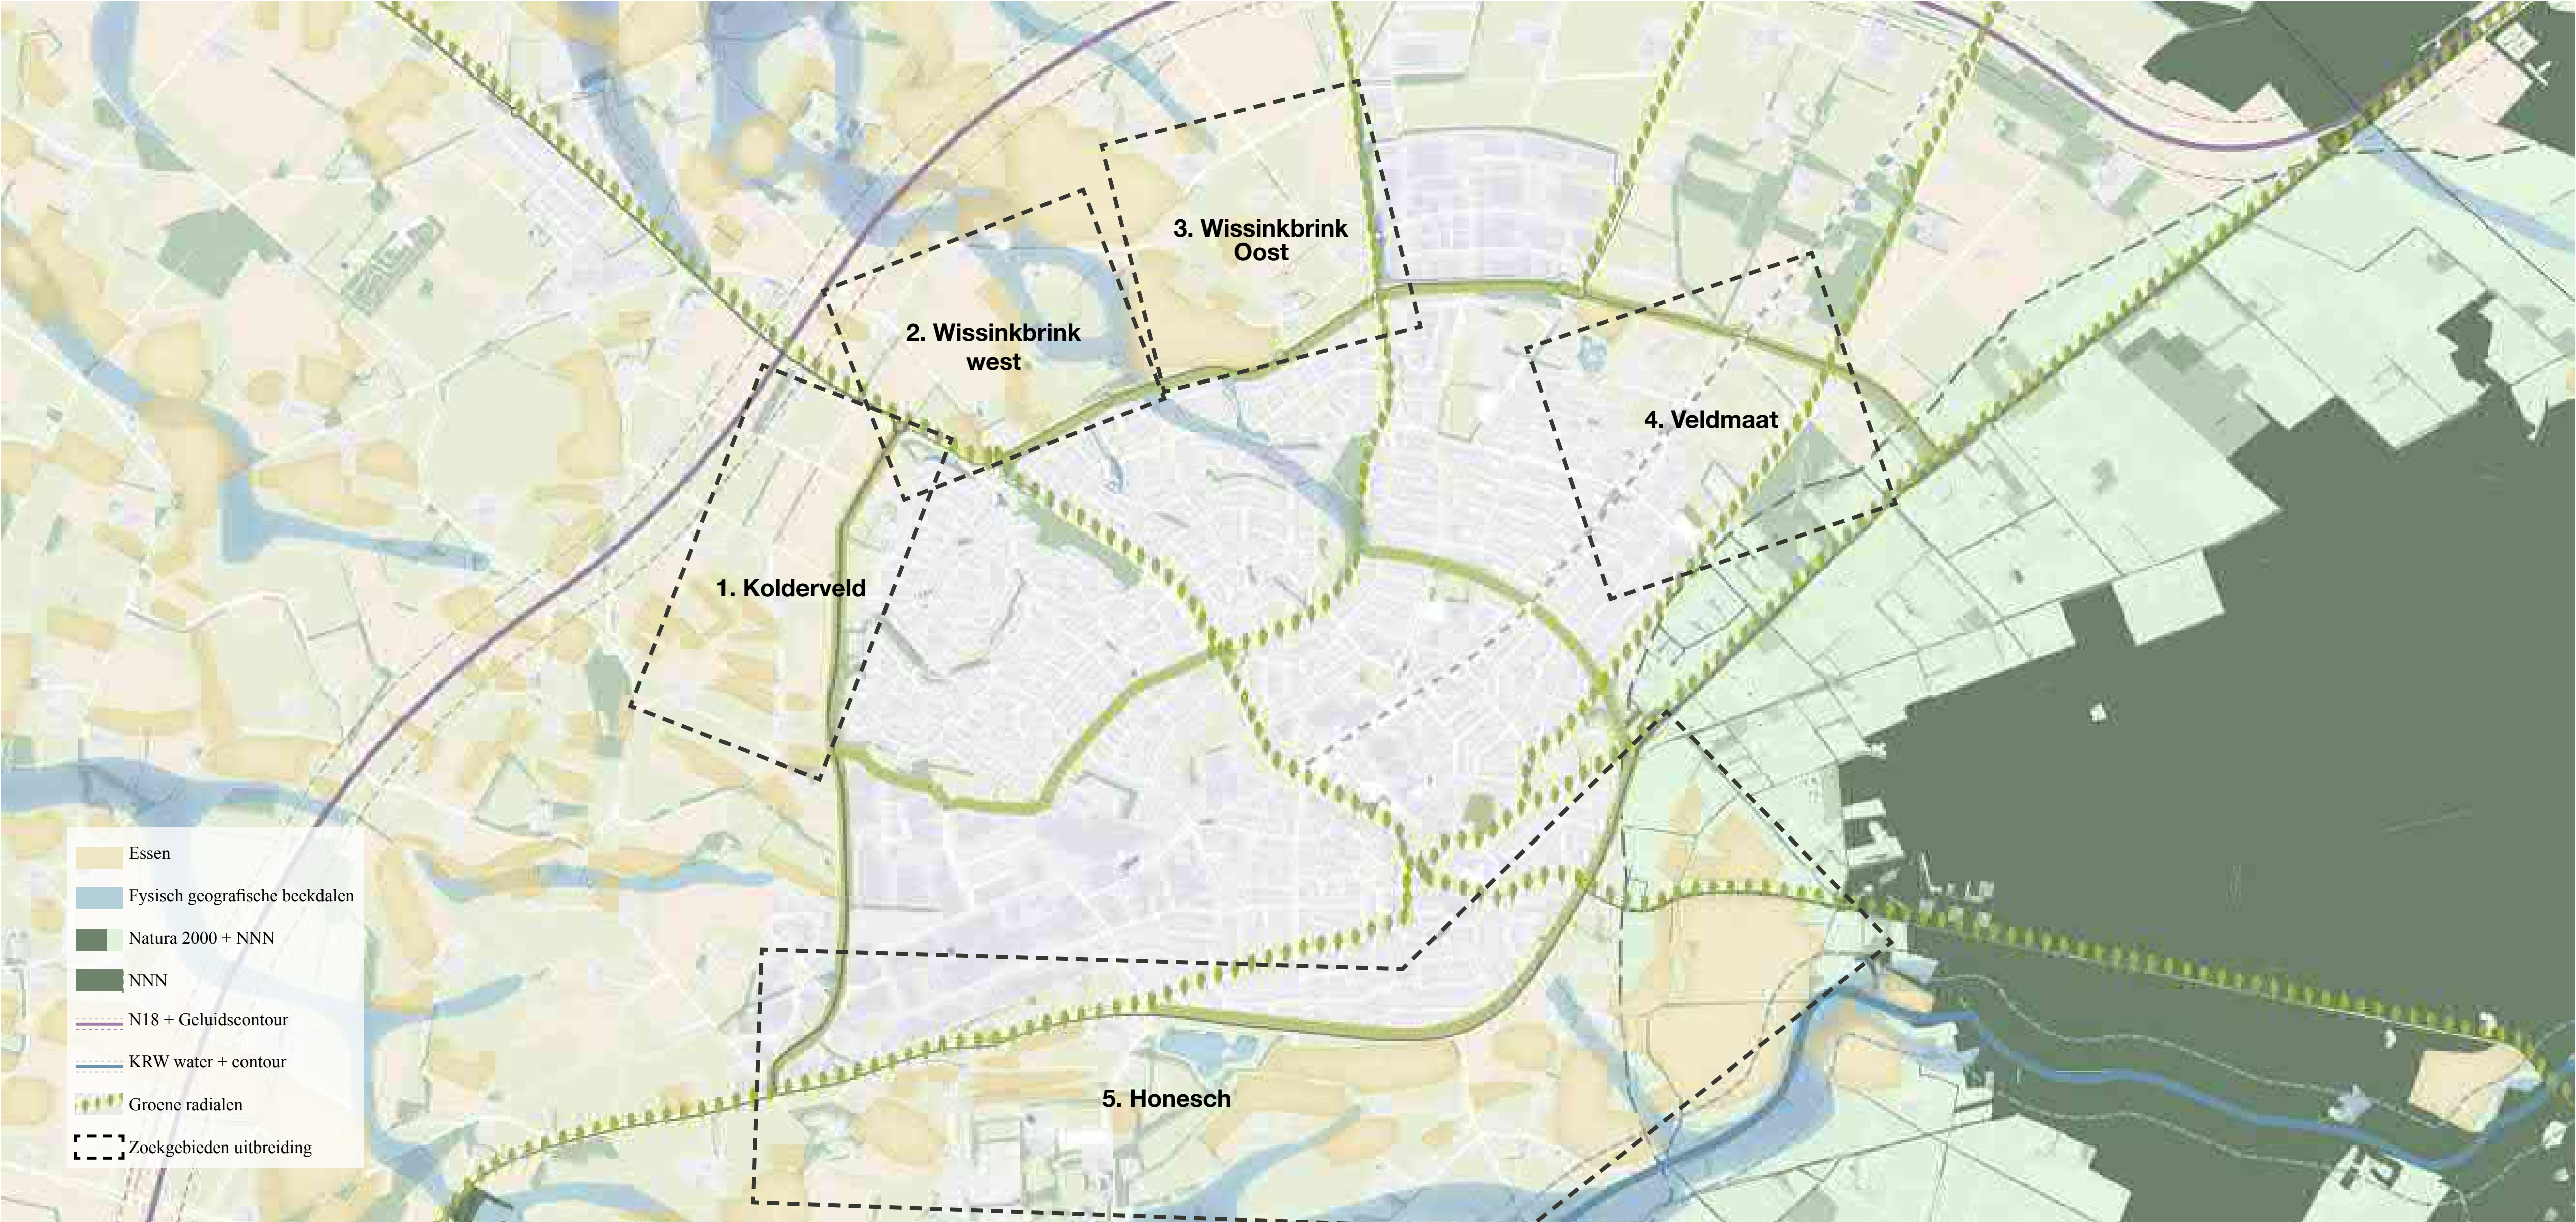 3. Wissinkbrink
Oost
2. Wissinkbrink
west
4. Veldmaat
1. Kolderveld
5. Honesch
Essen
Fysisch geografische beekdalen
Natura 2000 + NNN
NNN
N18 + Geluidscontour
KRW water + contour
Groene radialen
Zoekgebieden uitbreiding